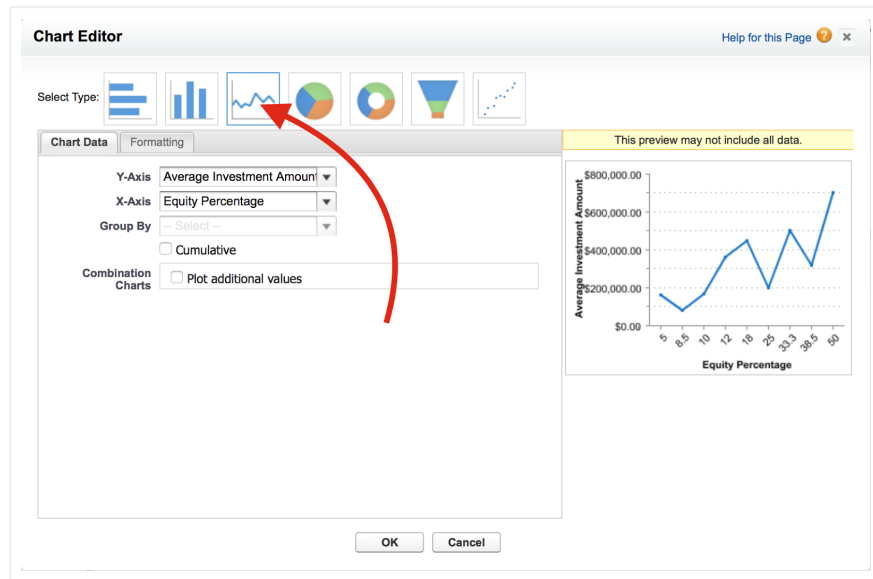 Chart Editor
Help for this Page
Select Type:
Chart Data
Formatting
Y-Axis
Average Investment Amount
X-Axis
Equity Percentage
Group By
-- Select --
Cumulative
Combination
Charts
Plot additional values
OK
Cancel
This preview may not include all data.
Average Investment Amount
$800,000.00
$600,000.00
$400,000.00
$200,000.00
$0.00
5
8.5
10
12
18
25
33.3
38.5
50
Equity Percentage